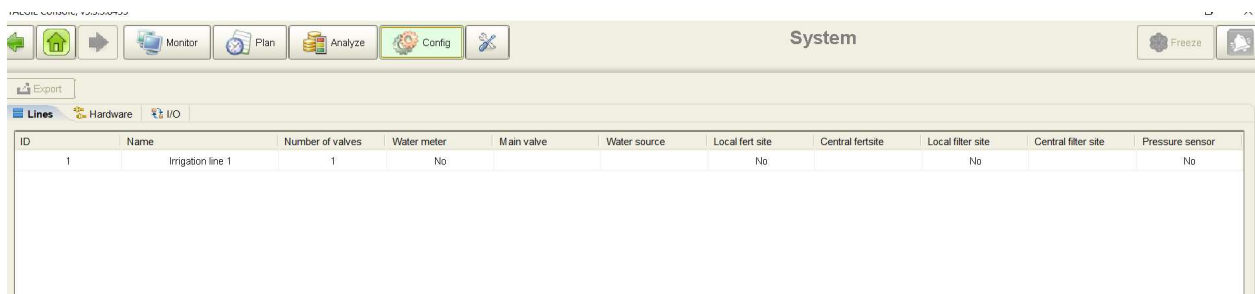 Monitor Plan Analyze Config System Freeze
Export
Lines Hardware I/O
ID Name Number of valves Water meter Main valve Water source Local fert site Central fertsite Local filter site Central filter site Pressure sensor
1 Irrigation line 1 1 No No No No